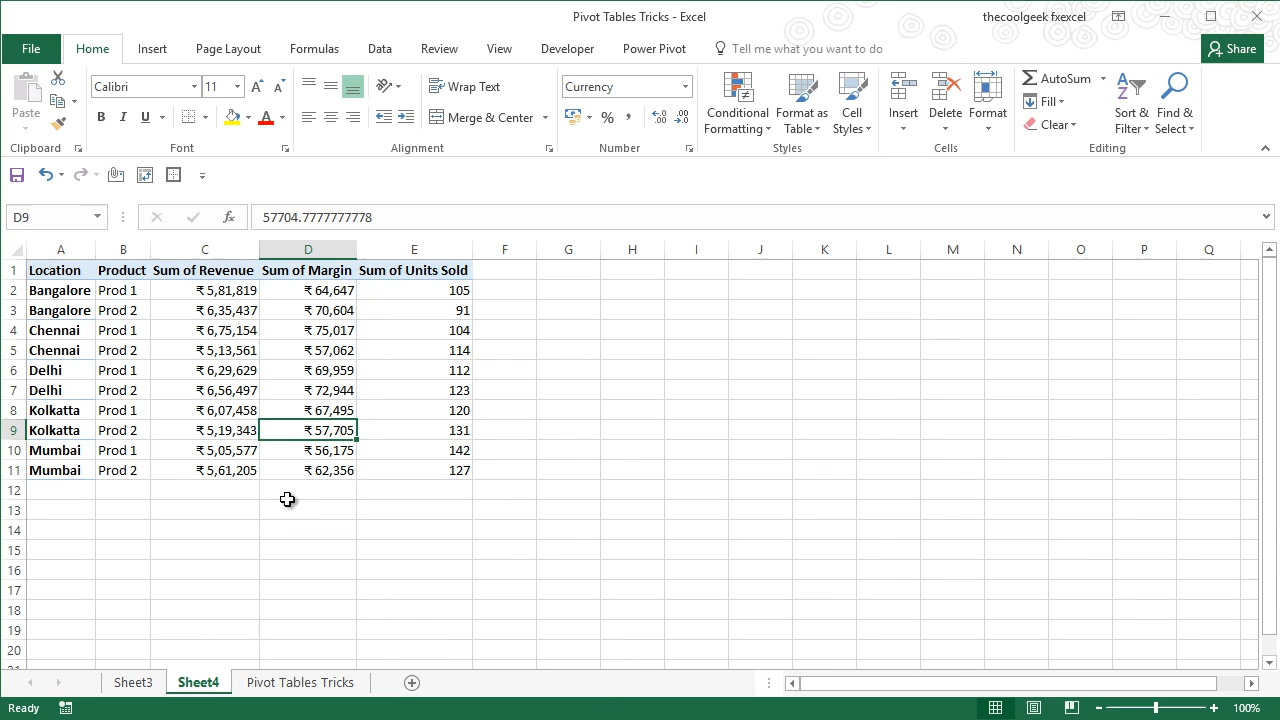 Pivot Tables Tricks - Excel
thecoolgeek fxexcel
File Home Insert Page Layout Formulas Data Review View Developer Power Pivot Tell me what you want to do Share
Paste
Clipboard
Calibri 11
B I U
Font
Wrap Text
Merge & Center
Alignment
Currency
Number
Conditional Formatting
Format as Table
Cell Styles
Styles
Insert Delete Format
Cells
AutoSum
Fill
Clear
Sort & Filter
Find & Select
Editing
D9 fx 57704.7777777778
A B C D E F G H I J K L M N O P Q
1 Location Product Sum of Revenue Sum of Margin Sum of Units Sold
2 Bangalore Prod 1 ₹ 5,81,819 ₹ 64,647 105
3 Bangalore Prod 2 ₹ 6,35,437 ₹ 70,604 91
4 Chennai Prod 1 ₹ 6,75,154 ₹ 75,017 104
5 Chennai Prod 2 ₹ 5,13,561 ₹ 57,062 114
6 Delhi Prod 1 ₹ 6,29,629 ₹ 69,959 112
7 Delhi Prod 2 ₹ 6,56,497 ₹ 72,944 123
8 Kolkatta Prod 1 ₹ 6,07,458 ₹ 67,495 120
9 Kolkatta Prod 2 ₹ 5,19,343 ₹ 57,705 131
10 Mumbai Prod 1 ₹ 5,05,577 ₹ 56,175 142
11 Mumbai Prod 2 ₹ 5,61,205 ₹ 62,356 127
12
13
14
15
16
17
18
19
20
21
Sheet3 Sheet4 Pivot Tables Tricks
Ready 100%